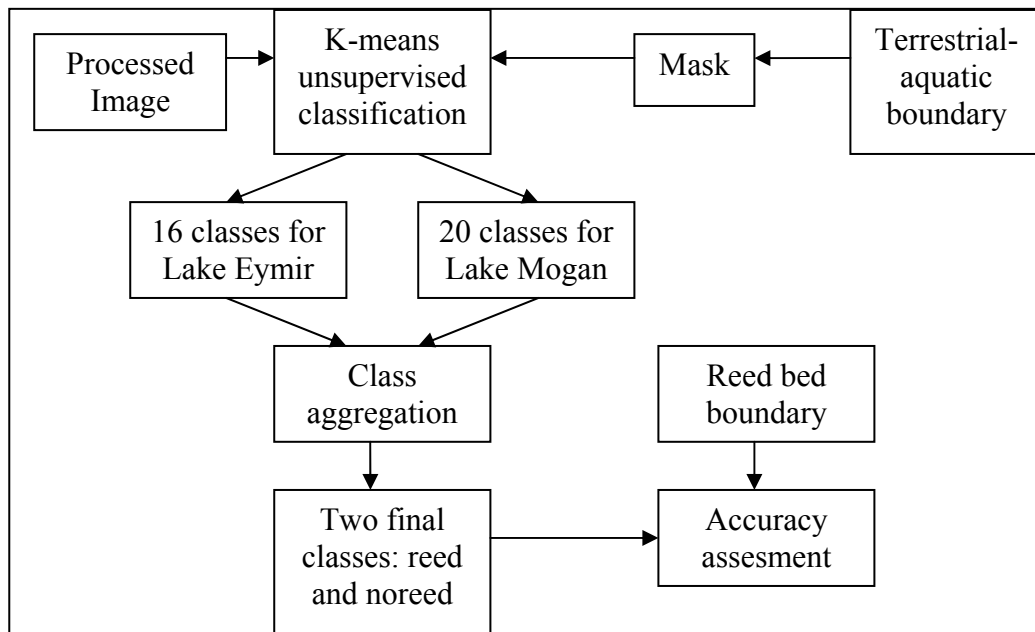 Processed
Image
K-means
unsupervised
classification
Mask
Terrestrial-
aquatic
boundary
16 classes for
Lake Eymir
20 classes for
Lake Mogan
Class
aggregation
Reed bed
boundary
Two final
classes: reed
and noreed
Accuracy
assesment